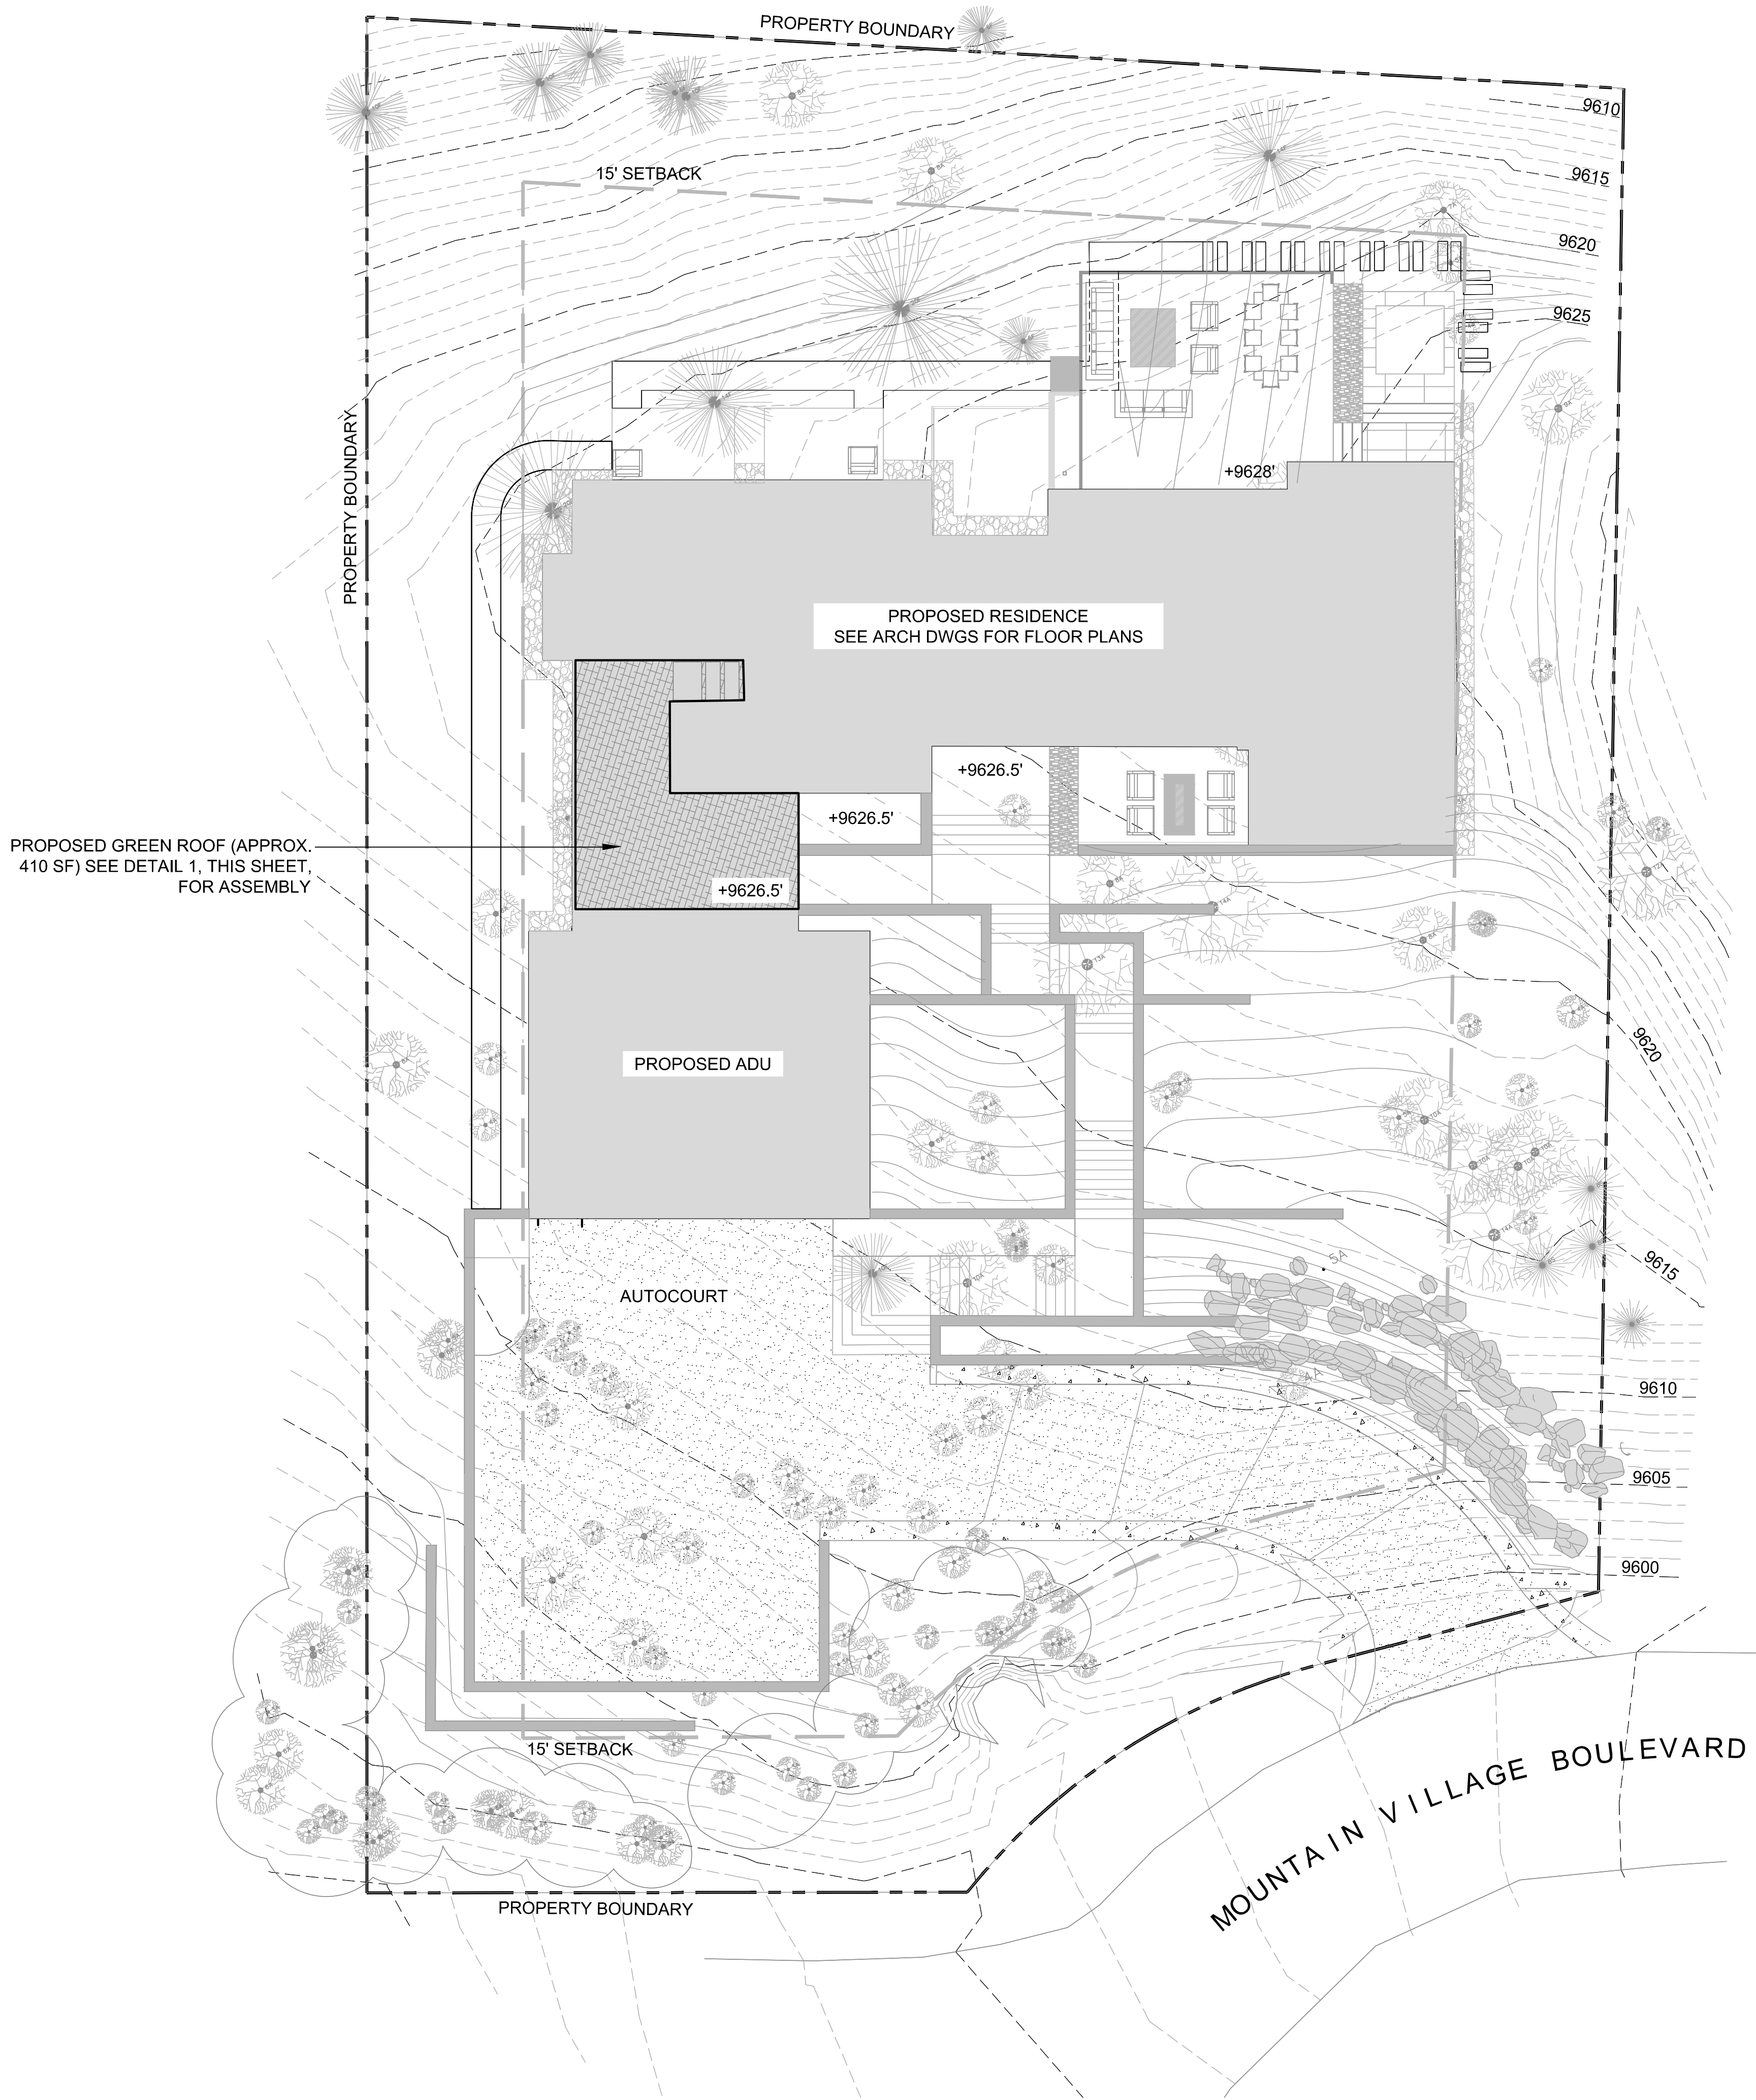 PROPERTY BOUNDARY
9610
15' SETBACK
9615
9620
9625
PROPERTY BOUNDARY
+9628'
PROPOSED RESIDENCE
SEE ARCH DWGS FOR FLOOR PLANS
+9626.5'
+9626.5'
PROPOSED GREEN ROOF (APPROX.
410 SF) SEE DETAIL 1, THIS SHEET,
FOR ASSEMBLY
+9626.5'
9620
PROPOSED ADU
9615
5A
AUTOCOURT
4A
9610
9605
9600
15' SETBACK
MOUNTAIN VILLAGE BOULEVARD
PROPERTY BOUNDARY